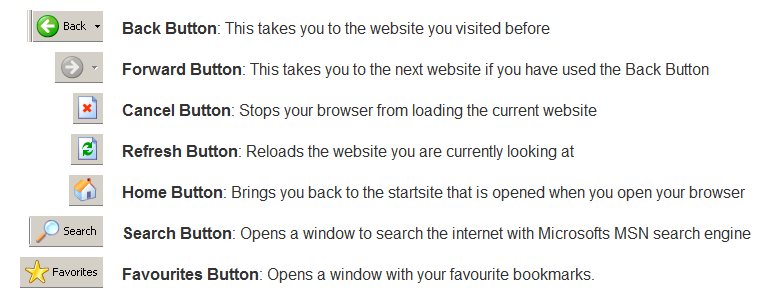 Back Back Button: This takes you to the website you visited before
Forward Button: This takes you to the next website if you have used the Back Button
Cancel Button: Stops your browser from loading the current website
Refresh Button: Reloads the website you are currently looking at
Home Button: Brings you back to the startsite that is opened when you open your browser
Search Search Button: Opens a window to search the internet with Microsofts MSN search engine
Favorites Favourites Button: Opens a window with your favourite bookmarks.